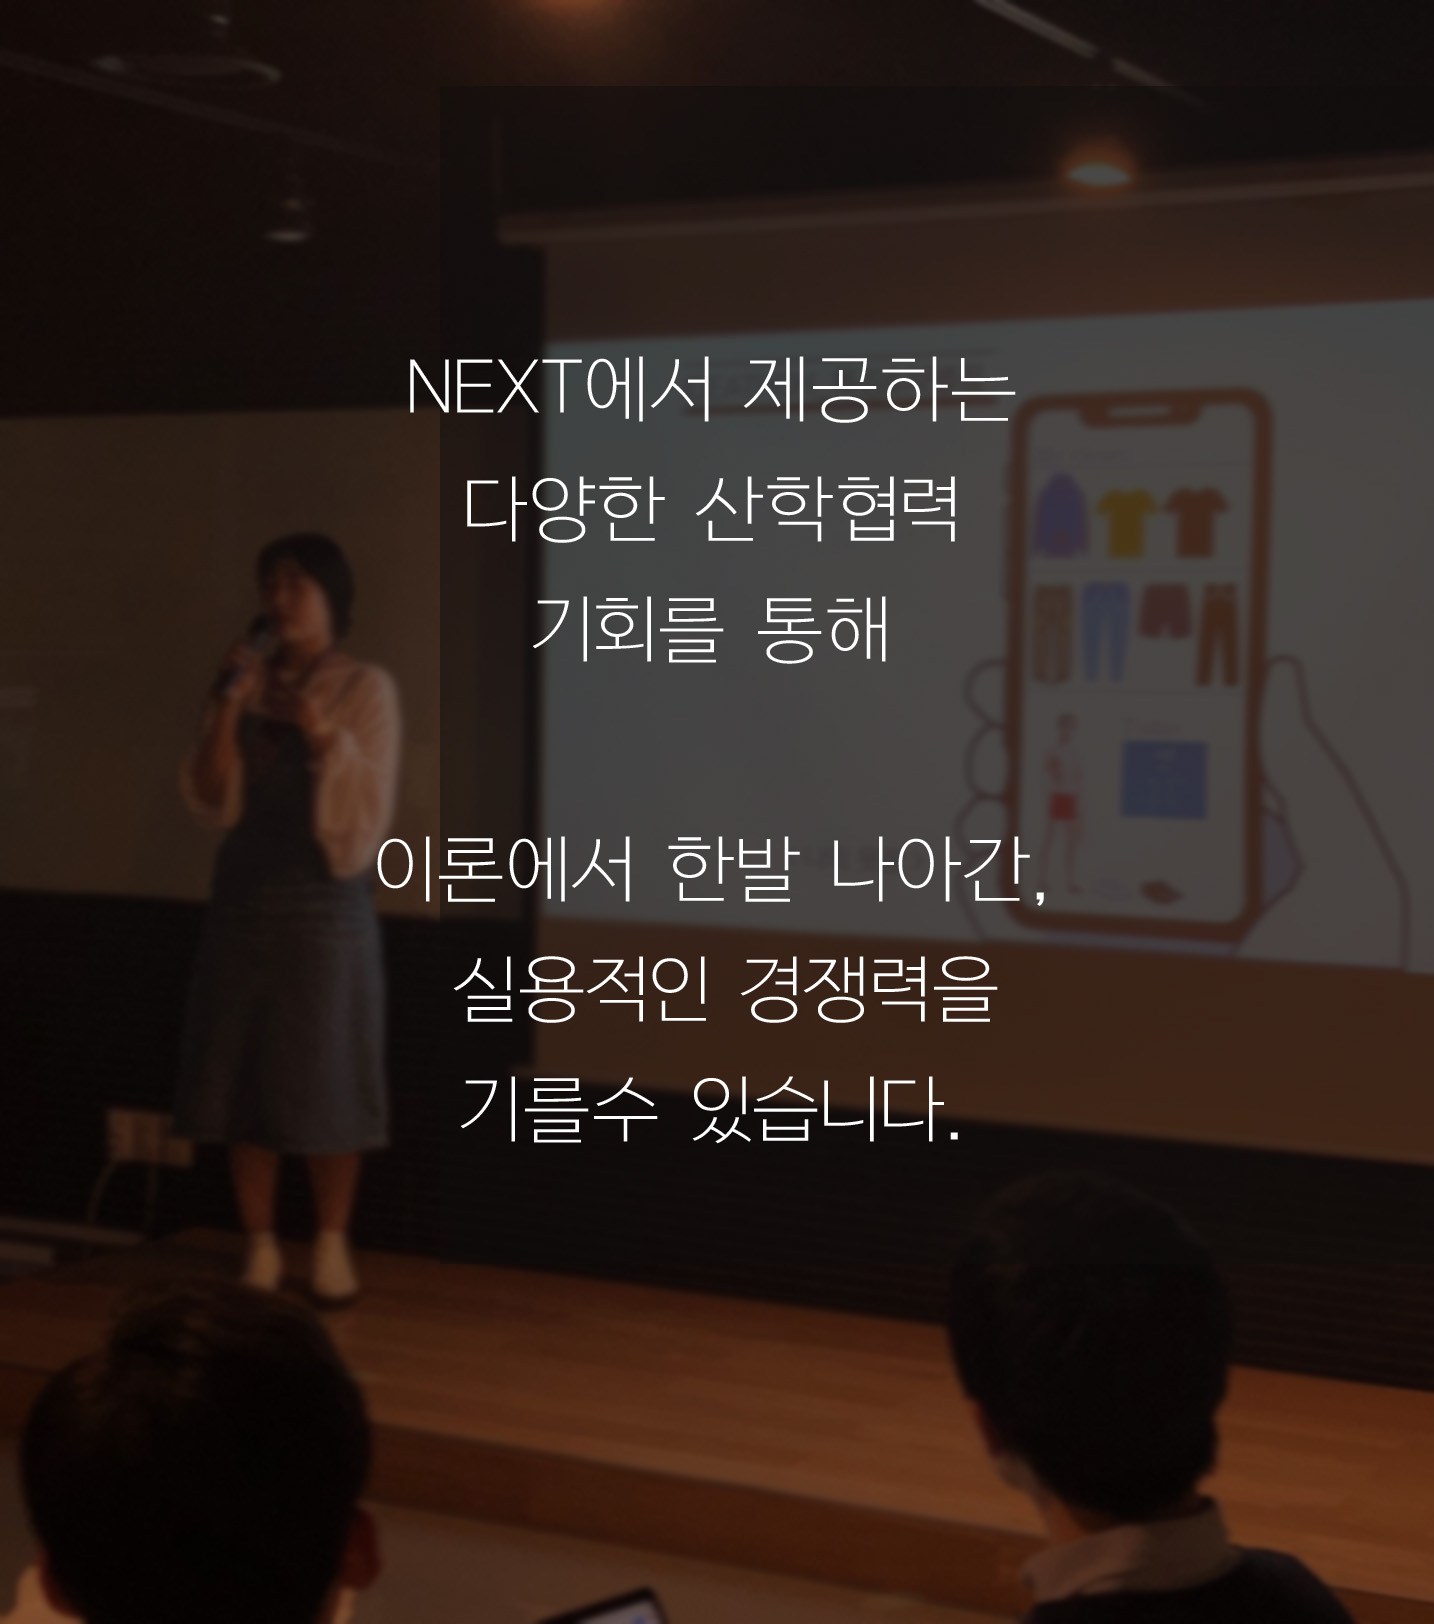 NEXT에서 제공하는
다양한 산학협력
기회를 통해
이론에서 한발 나아간,
실용적인 경쟁력을
기를수 있습니다.